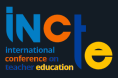 incte
international
conference on
teacher education